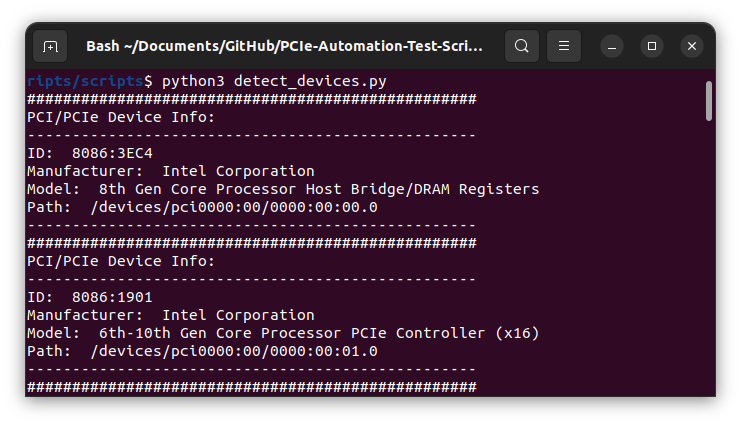 Bash ~/Documents/GitHub/PCIe-Automation-Test-Scri...
ripts/scripts$ python3 detect_devices.py
##################################################
PCI/PCIe Device Info:
--------------------------------------------------
ID:  8086:3EC4
Manufacturer:  Intel Corporation
Model:  8th Gen Core Processor Host Bridge/DRAM Registers
Path:  /devices/pci0000:00/0000:00:00.0
--------------------------------------------------
##################################################
PCI/PCIe Device Info:
--------------------------------------------------
ID:  8086:1901
Manufacturer:  Intel Corporation
Model:  6th-10th Gen Core Processor PCIe Controller (x16)
Path:  /devices/pci0000:00/0000:00:01.0
--------------------------------------------------
##################################################